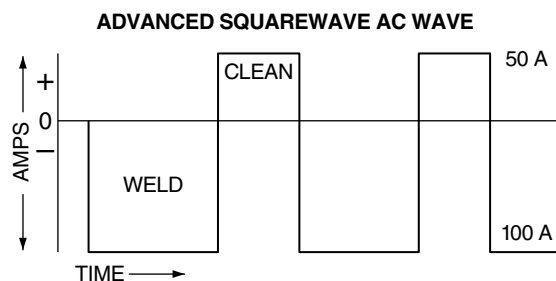 ADVANCED SQUAREWAVE AC WAVE
50 A
CLEAN
+
0
–
AMPS
WELD
100 A
TIME